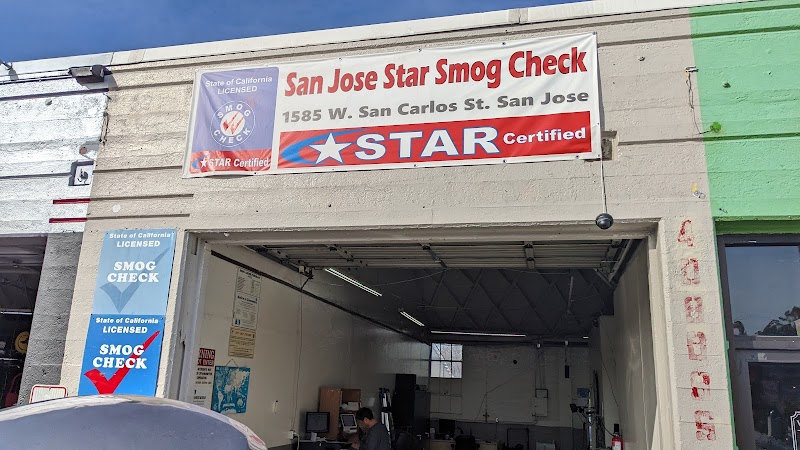 State of California
LICENSED
SMOG
CHECK
STAR Certified
San Jose Star Smog Check
1585 W. San Carlos St. San Jose
STAR Certified
State of California
LICENSED
SMOG
CHECK
State of California
LICENSED
SMOG
CHECK